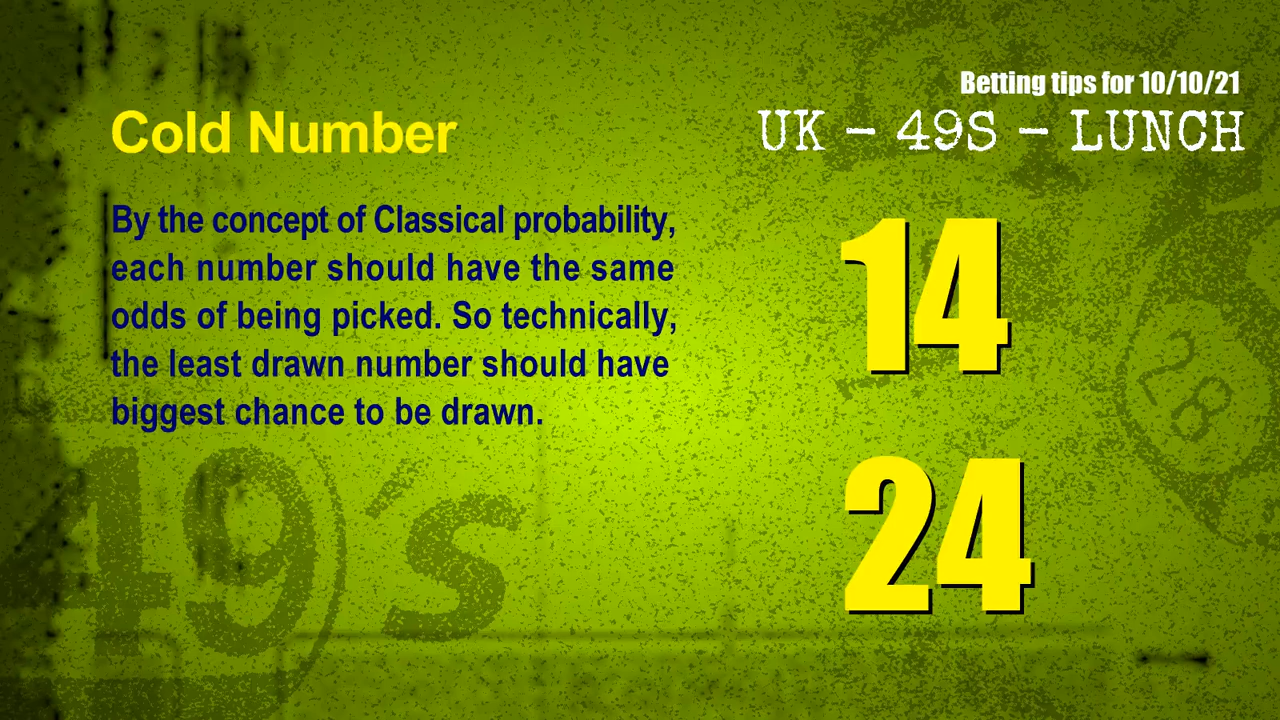 Betting tips for 10/10/21
UK - 49S - LUNCH
Cold Number
By the concept of Classical probability,
each number should have the same
odds of being picked. So technically,
the least drawn number should have
biggest chance to be drawn.
14
24
28
49's